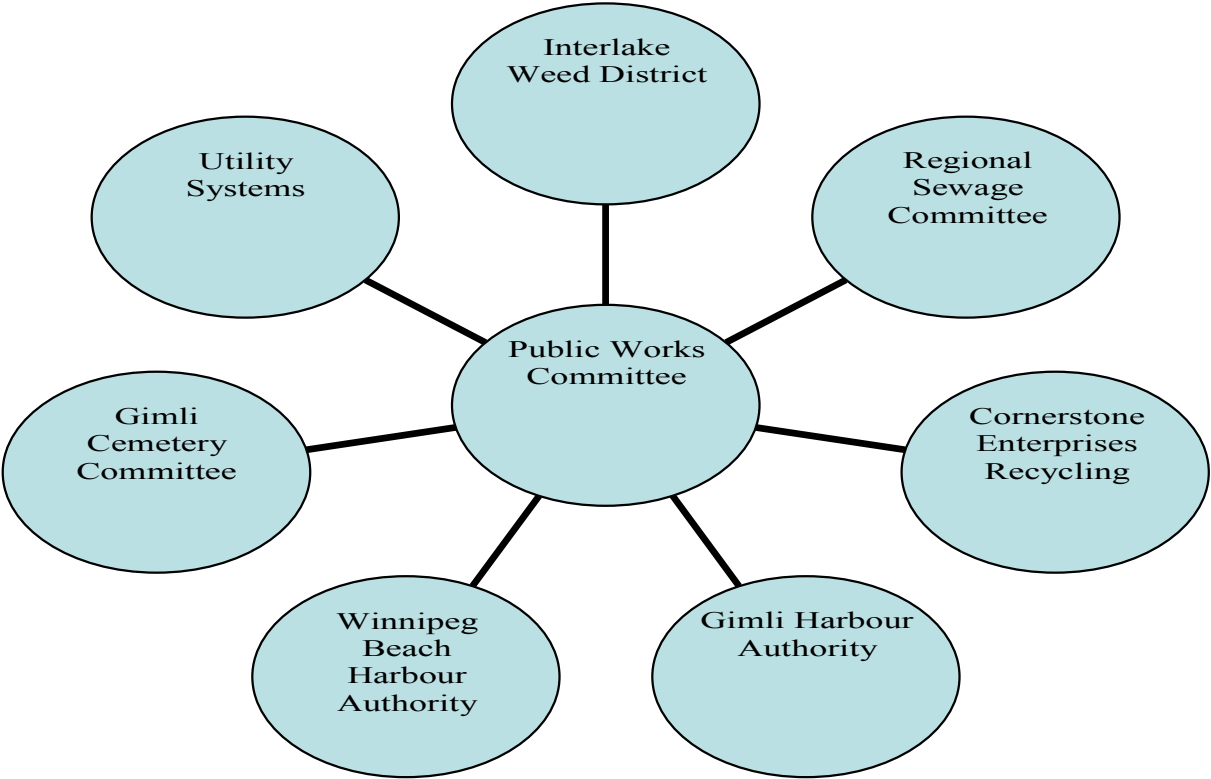 Interlake
Weed District
Utility
Systems
Regional
Sewage
Committee
Public Works
Committee
Gimli
Cemetery
Committee
Cornerstone
Enterprises
Recycling
Winnipeg
Beach
Harbour
Authority
Gimli Harbour
Authority